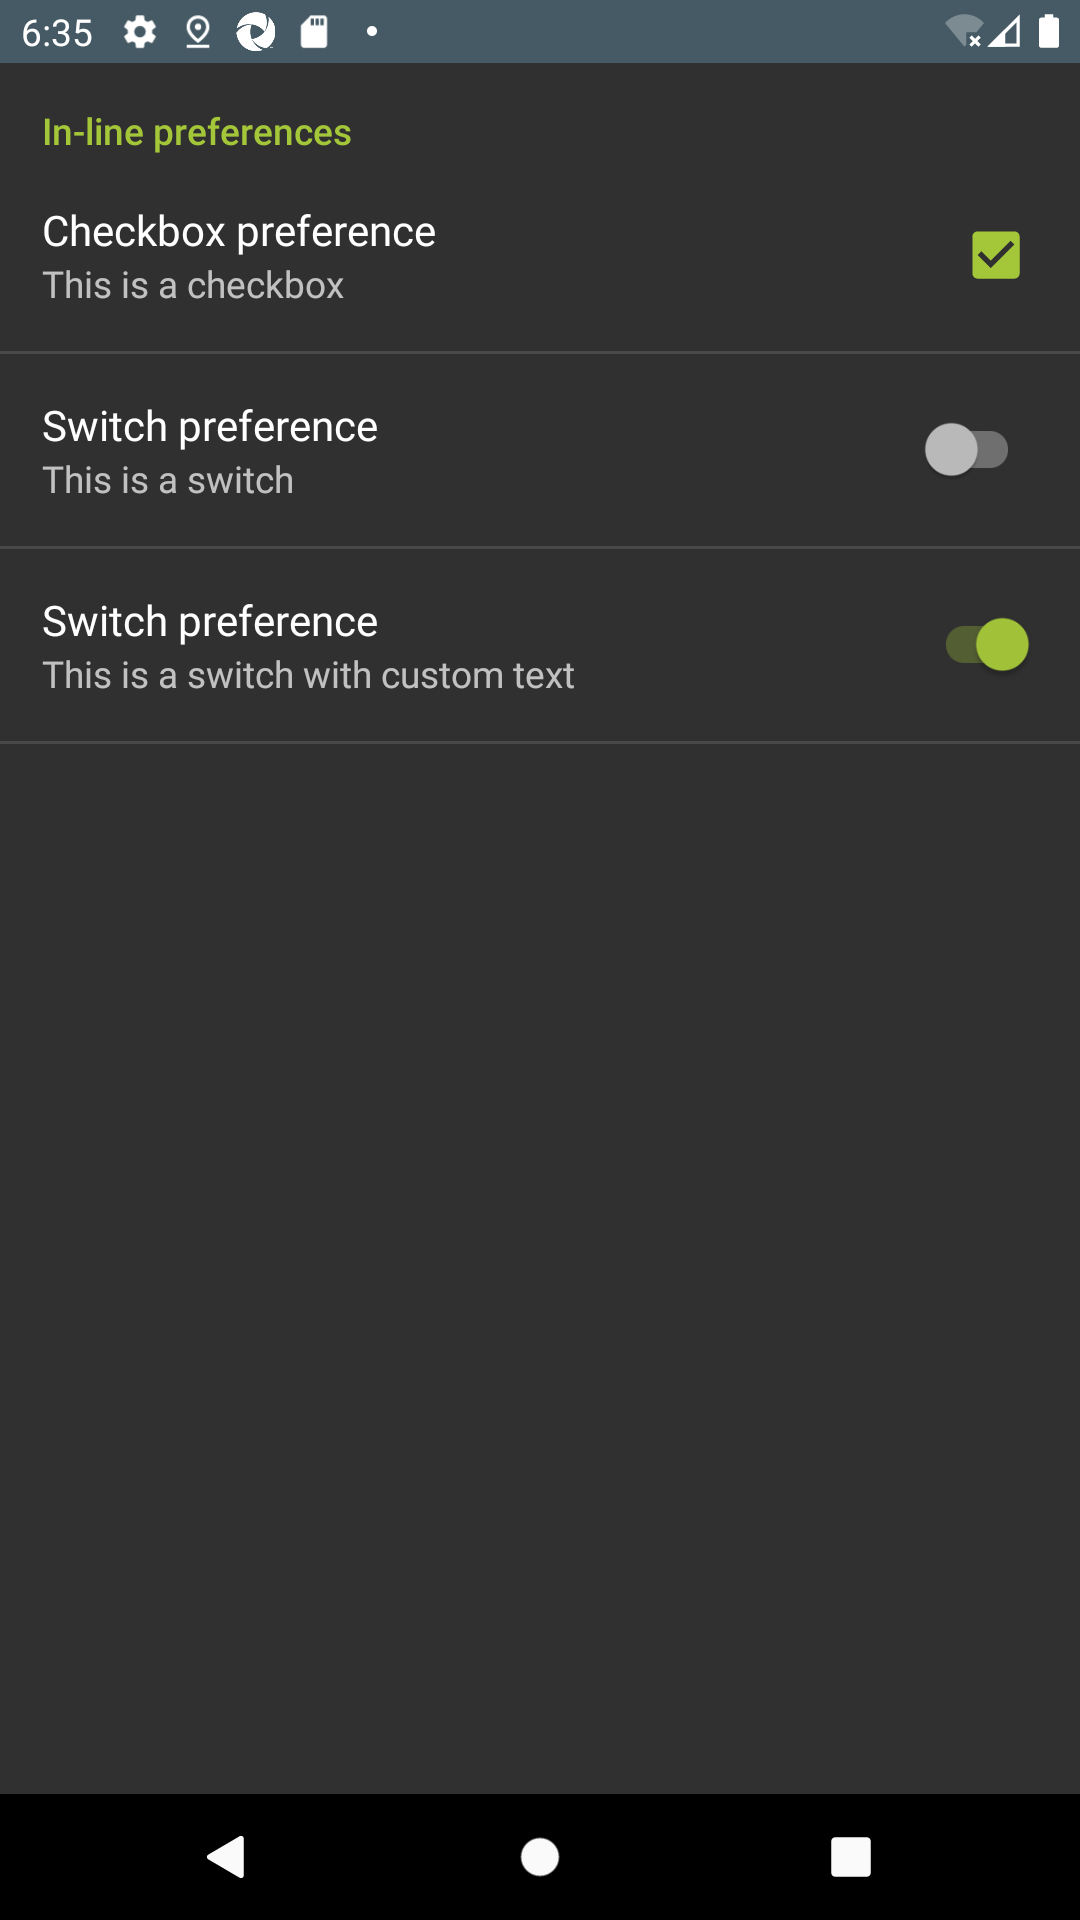 6:35
In-line preferences
Checkbox preference
This is a checkbox
Switch preference
This is a switch
Switch preference
This is a switch with custom text